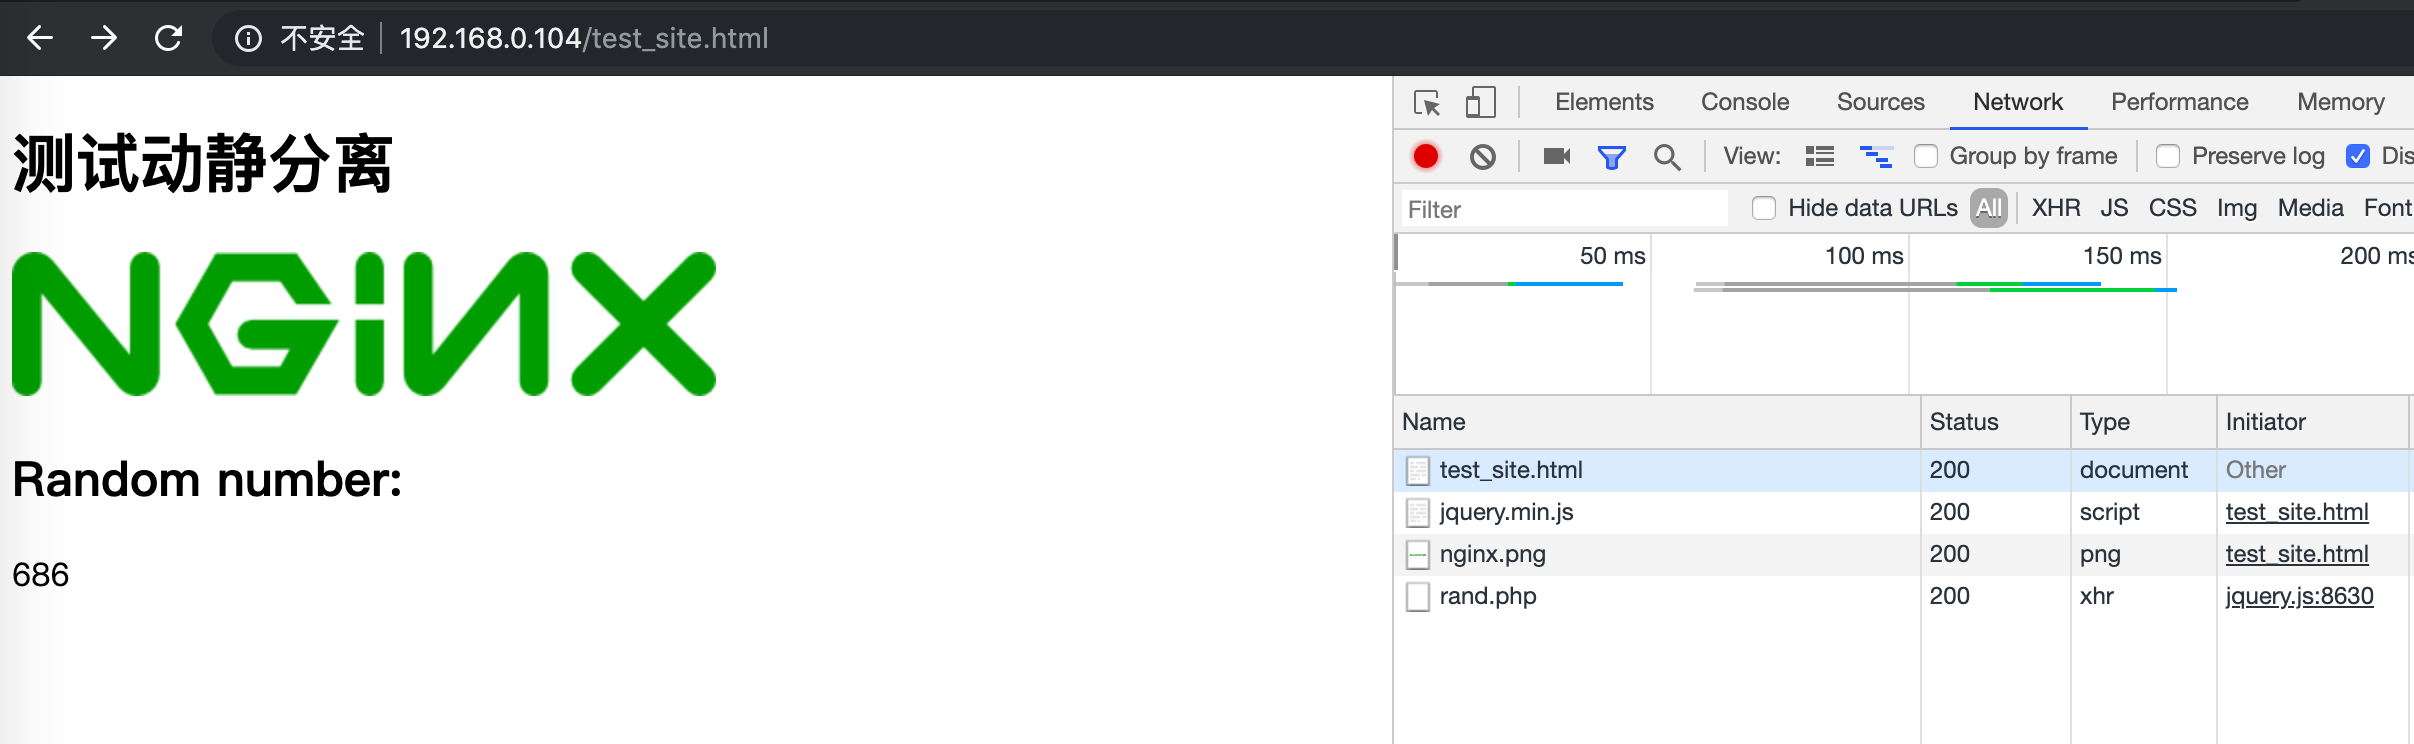 不安全 192.168.0.104/test_site.html
测试动静分离
NGiNX
Random number:
686
Elements Console Sources Network Performance Memory
View: Group by frame Preserve log Dis
Filter Hide data URLs All XHR JS CSS Img Media Font
50 ms 100 ms 150 ms 200 ms
Name Status Type Initiator
test_site.html 200 document Other
jquery.min.js 200 script test_site.html
nginx.png 200 png test_site.html
rand.php 200 xhr jquery.js:8630